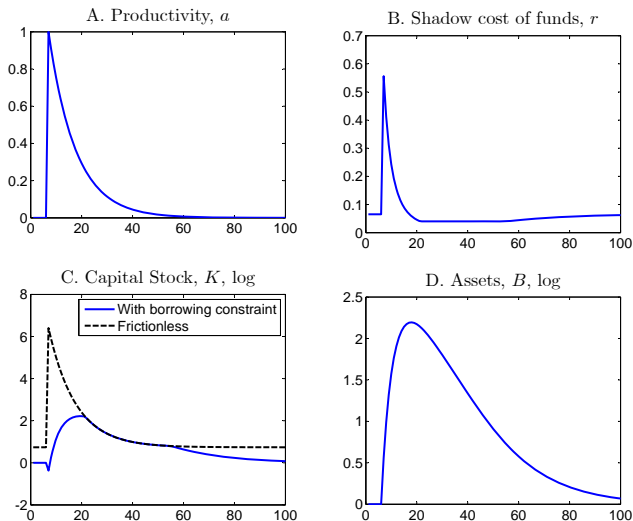 A. Productivity, a
1
0.8
0.6
0.4
0.2
0
0 20 40 60 80 100
B. Shadow cost of funds, r
0.7
0.6
0.5
0.4
0.3
0.2
0.1
0
0 20 40 60 80 100
C. Capital Stock, K, log
8
6
4
2
0
-2
With borrowing constraint
Frictionless
0 20 40 60 80 100
D. Assets, B, log
2.5
2
1.5
1
0.5
0
0 20 40 60 80 100